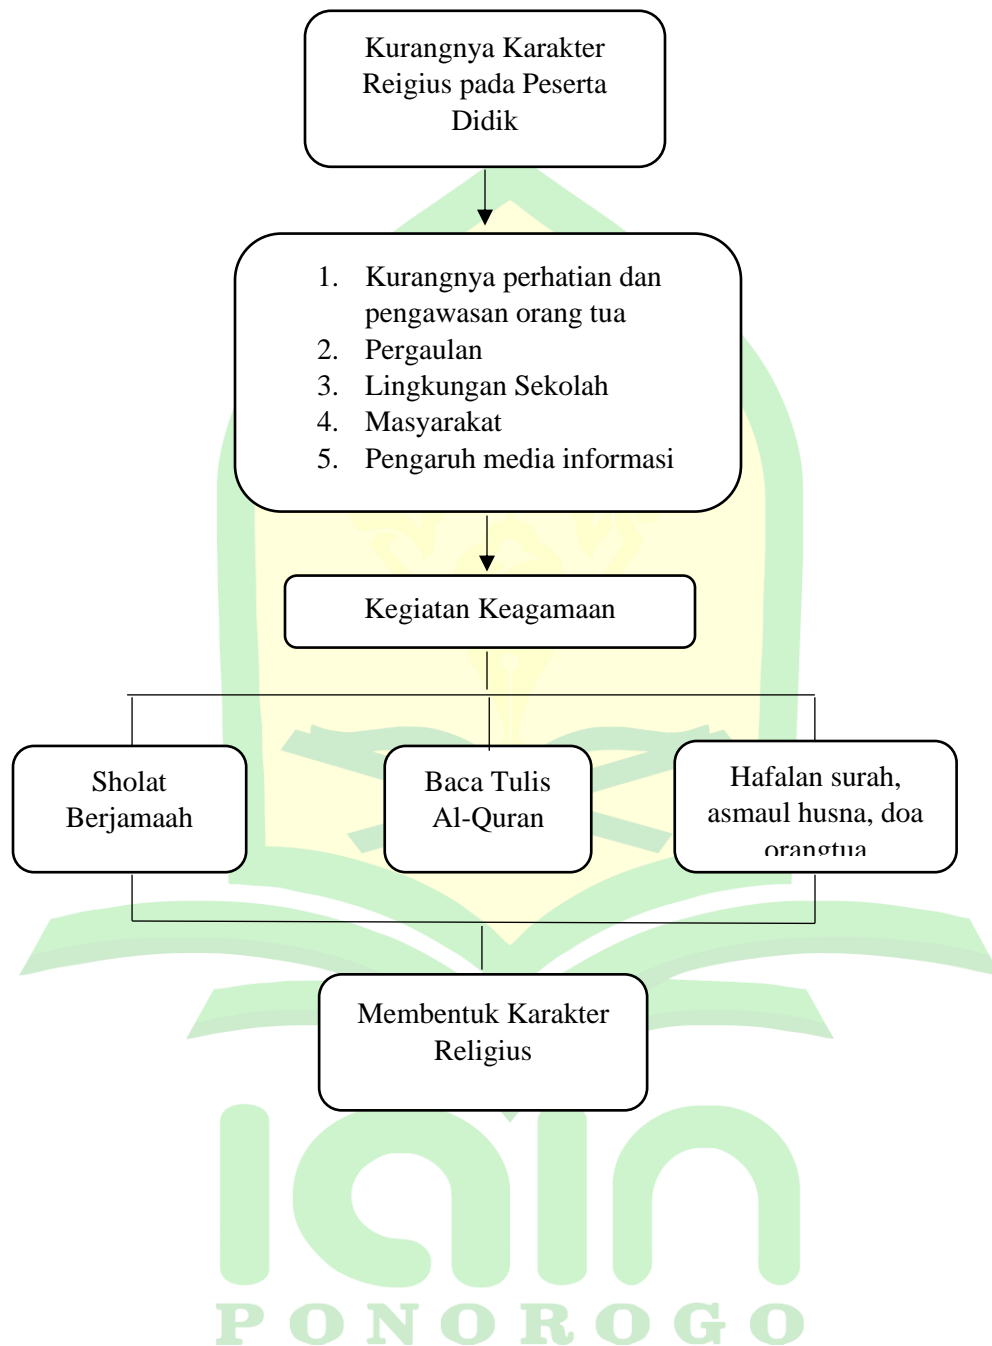 Kurangnya Karakter
Reigius pada Peserta
Didik
1. Kurangnya perhatian dan
pengawasan orang tua
2. Pergaulan
3. Lingkungan Sekolah
4. Masyarakat
5. Pengaruh media informasi
Kegiatan Keagamaan
Sholat
Berjamaah
Baca Tulis
Al-Quran
Hafalan surah,
asmaul husna, doa
orangtua
Membentuk Karakter
Religius
iain
PONOROGO